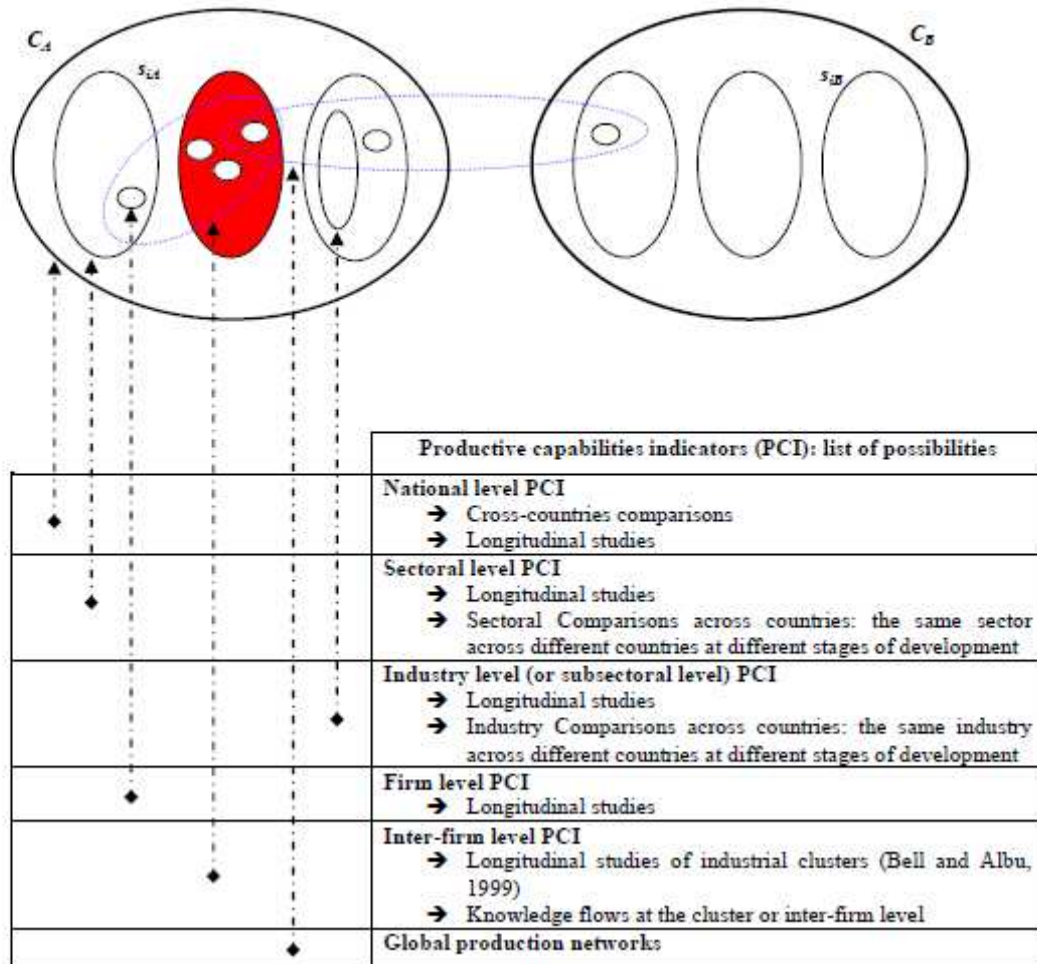 C_A
s_iA
C_B
s_iB
Productive capabilities indicators (PCI): list of possibilities
National level PCI
➔ Cross-countries comparisons
➔ Longitudinal studies
Sectoral level PCI
➔ Longitudinal studies
➔ Sectoral Comparisons across countries: the same sector
across different countries at different stages of development
Industry level (or subsectoral level) PCI
➔ Longitudinal studies
➔ Industry Comparisons across countries: the same industry
across different countries at different stages of development
Firm level PCI
➔ Longitudinal studies
Inter-firm level PCI
➔ Longitudinal studies of industrial clusters (Bell and Albu,
1999)
➔ Knowledge flows at the cluster or inter-firm level
Global production networks